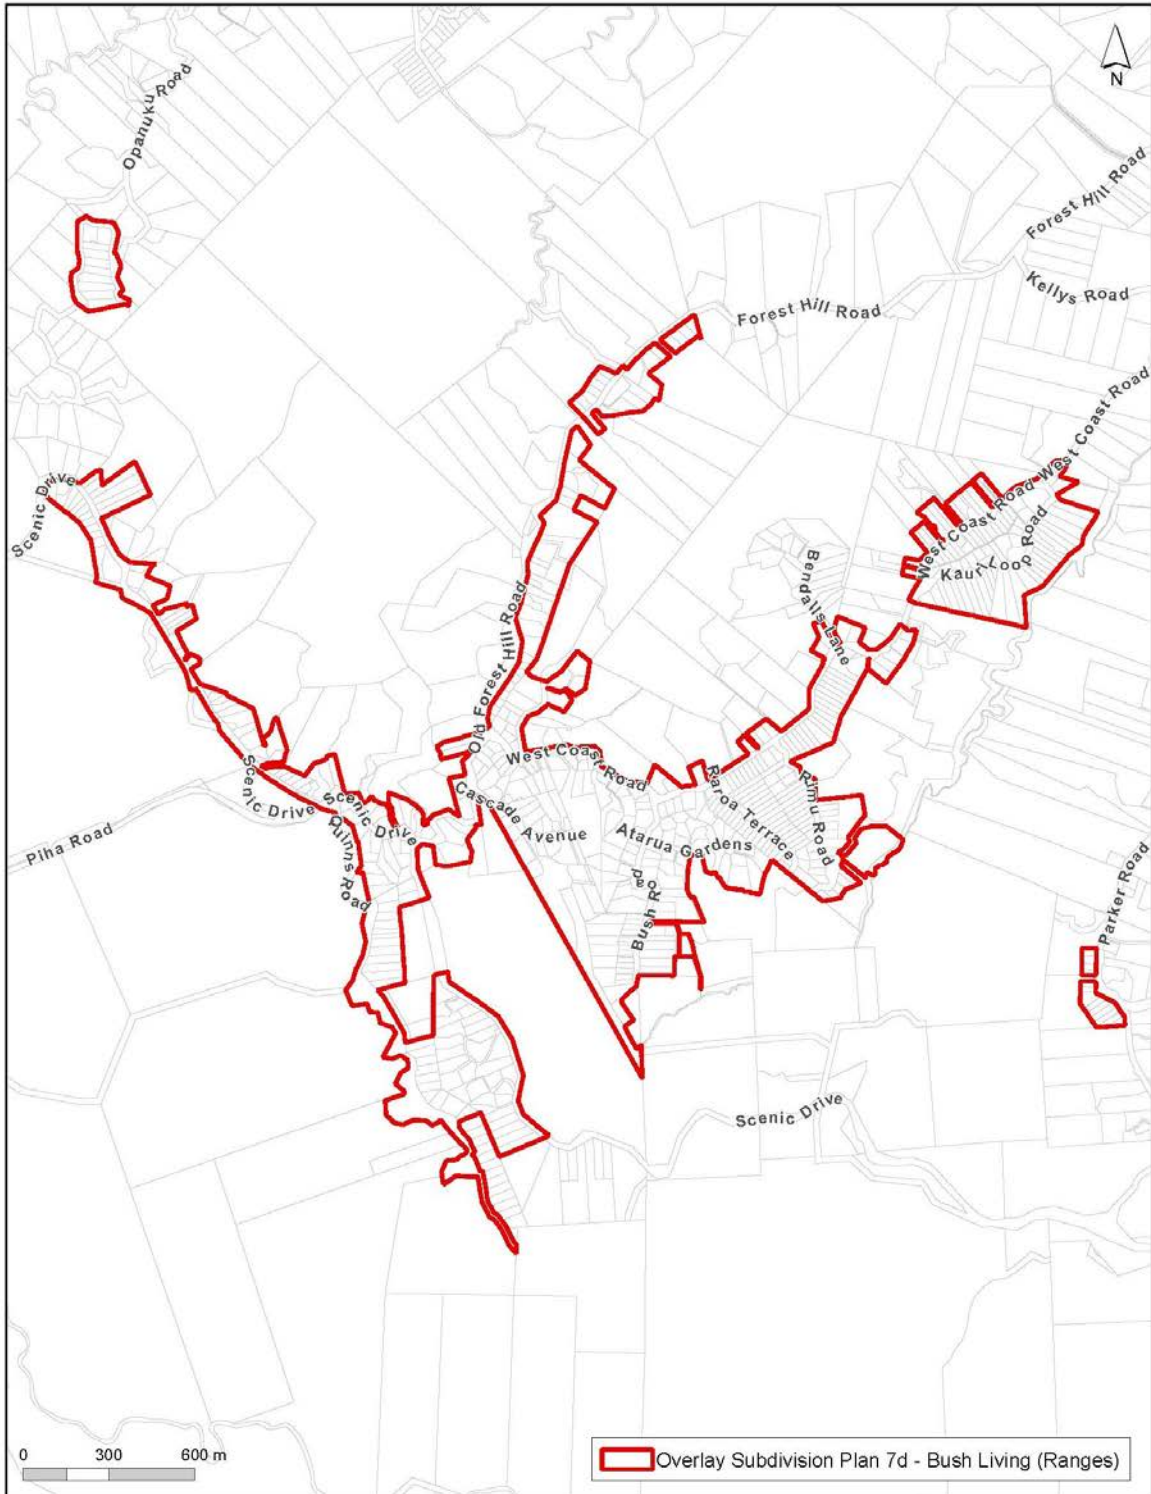 N
Opanuku Road
Forest Hill Road
Kellys Road
Forest Hill Road
West Coast Road
West Coast Road
Kauri Loop Road
Scenic Drive
Bendalls Lane
Old Forest Hill Road
West Coast Road
Scenic Drive
Scenic Drive
Cascade Avenue
Raroa Terrace
Rimu Road
Atarua Gardens
Piha Road
Quinns Road
Bush Road
Parker Road
Scenic Drive
0 300 600 m
Overlay Subdivision Plan 7d - Bush Living (Ranges)